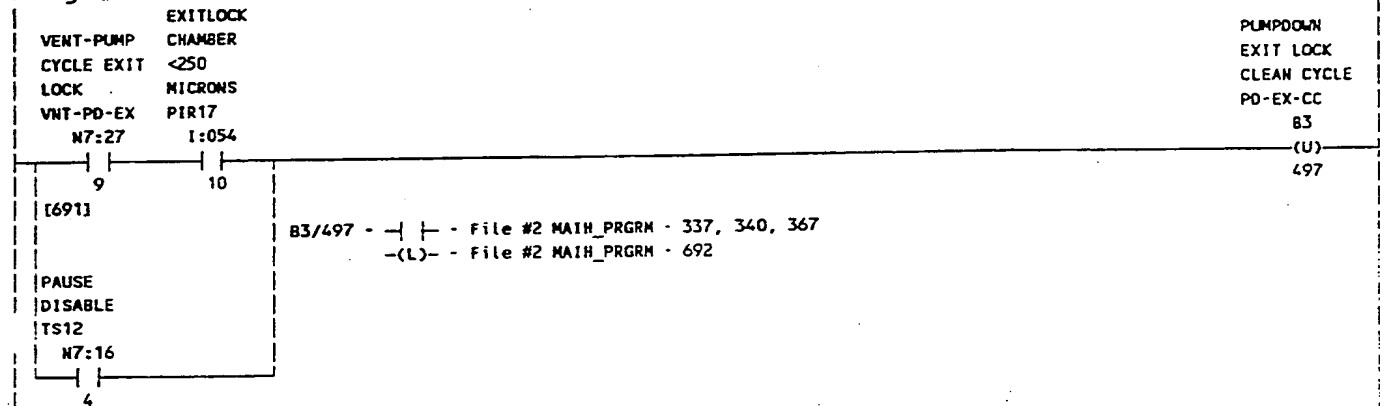 EXITLOCK
VENT-PUMP CHAMBER
CYCLE EXIT <250
LOCK MICRONS
VNT-PD-EX PIR17
N7:27 I:054
9 10
[691]
PUMPDOWN
EXIT LOCK
CLEAN CYCLE
PD-EX-CC
B3
(U)
497
B3/497 - -| |- - File #2 MAIN_PRGRM - 337, 340, 367
-(L)- - File #2 MAIN_PRGRM - 692
PAUSE
DISABLE
TS12
N7:16
4